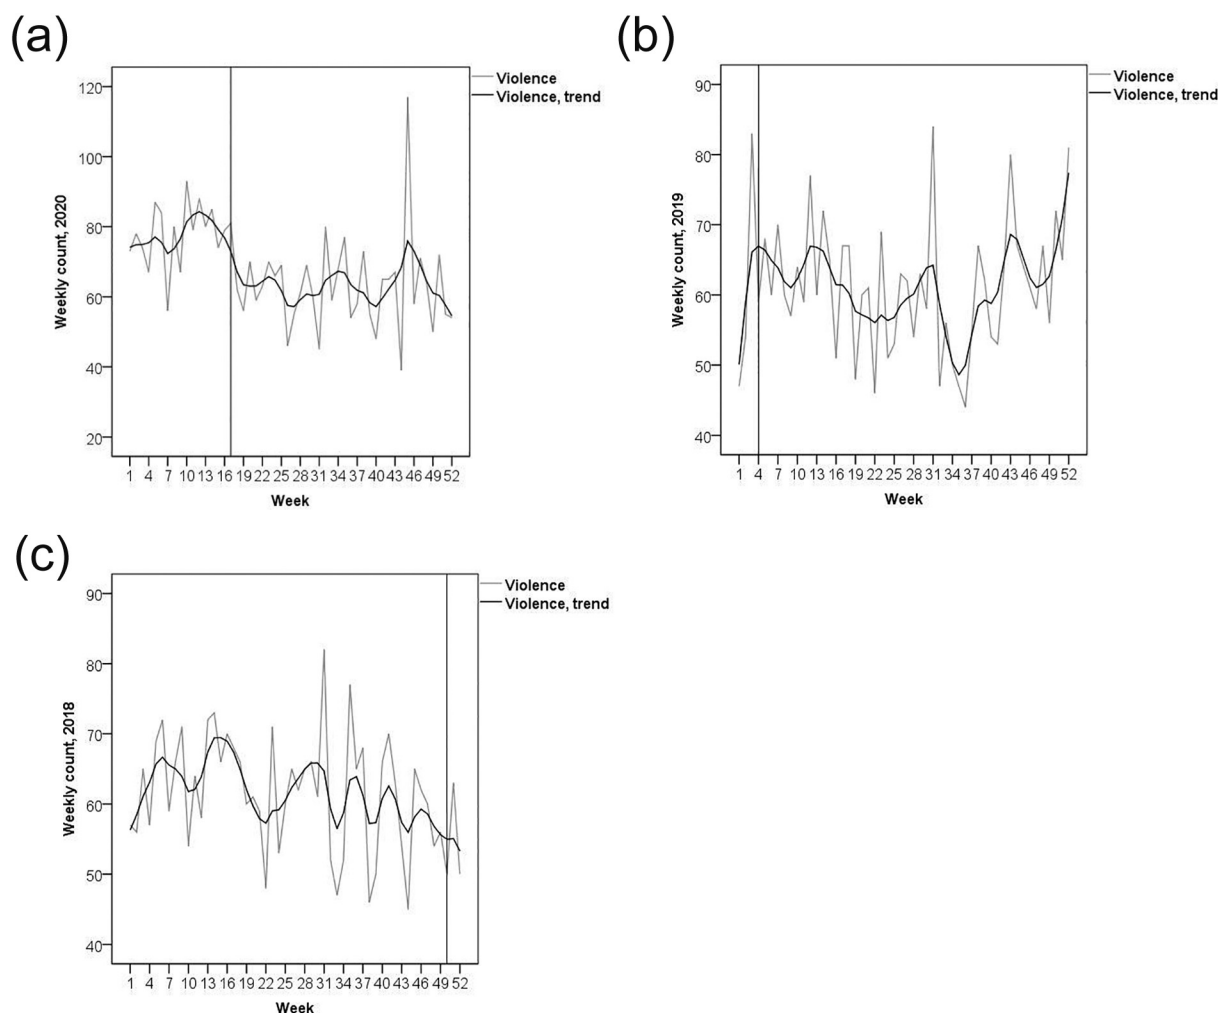 (a)
Violence
Violence, trend
120
100
80
60
40
20
Weekly count, 2020
1 4 7 10 13 16 19 22 25 28 31 34 37 40 43 46 49 52
Week
(b)
Violence
Violence, trend
90
80
70
60
50
40
Weekly count, 2019
1 4 7 10 13 16 19 22 25 28 31 34 37 40 43 46 49 52
Week
(c)
Violence
Violence, trend
90
80
70
60
50
40
Weekly count, 2018
1 4 7 10 13 16 19 22 25 28 31 34 37 40 43 46 49 52
Week